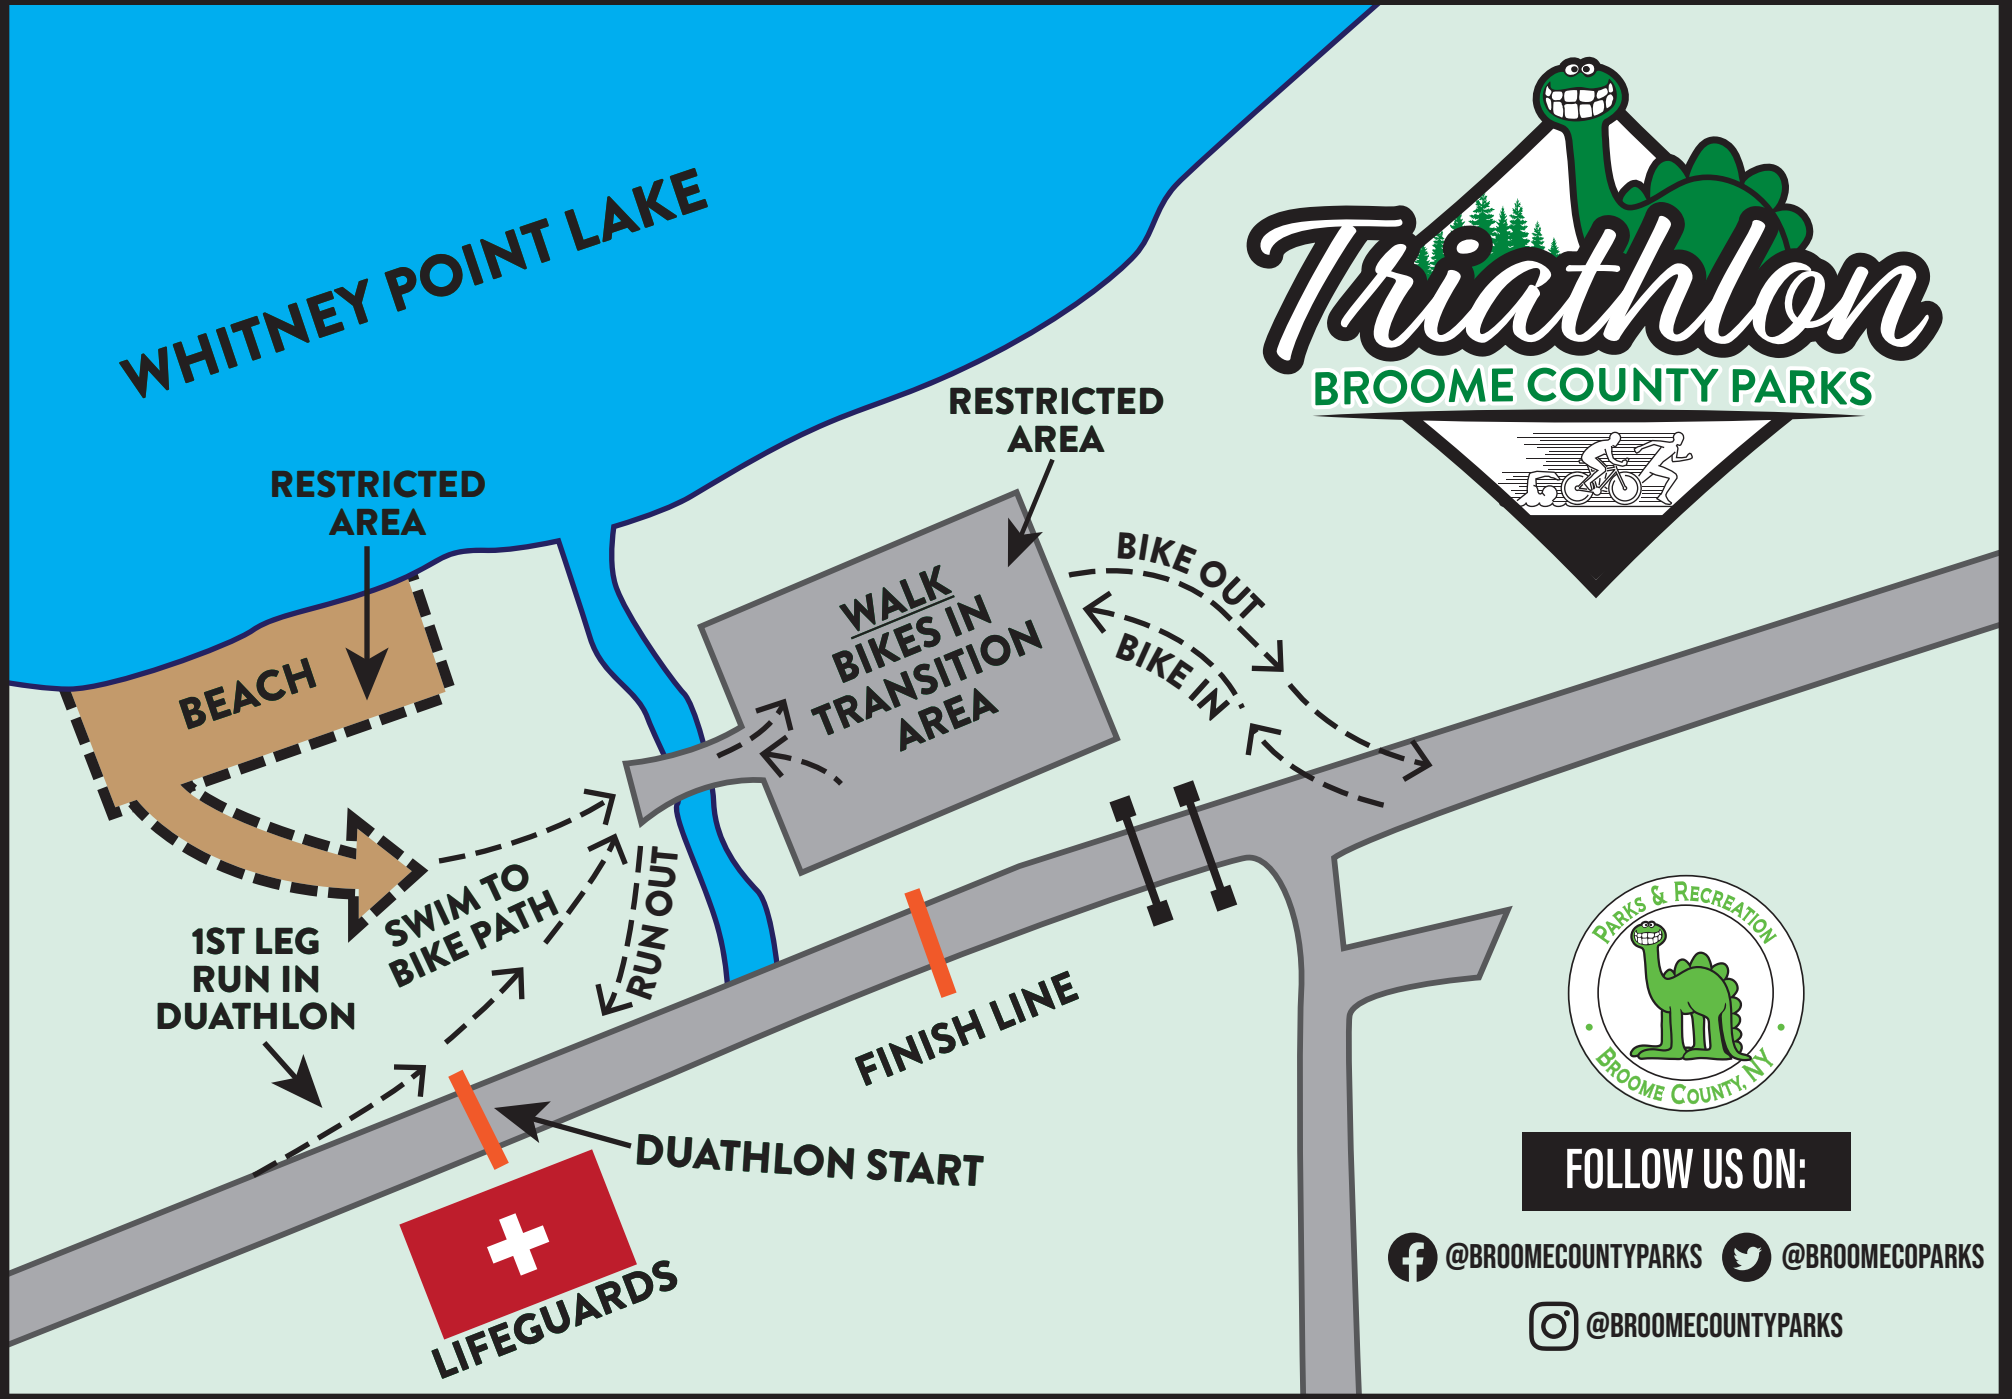 WHITNEY POINT LAKE
Triathlon
BROOME COUNTY PARKS
RESTRICTED
AREA
RESTRICTED
AREA
BEACH
WALK
BIKES IN
TRANSITION
AREA
BIKE OUT
BIKE IN
SWIM TO
BIKE PATH
RUN OUT
1ST LEG
RUN IN
DUATHLON
FINISH LINE
DUATHLON START
LIFEGUARDS
PARKS & RECREATION
BROOME COUNTY, NY
FOLLOW US ON:
@BROOMECOUNTYPARKS
@BROOMECOPARKS
@BROOMECOUNTYPARKS